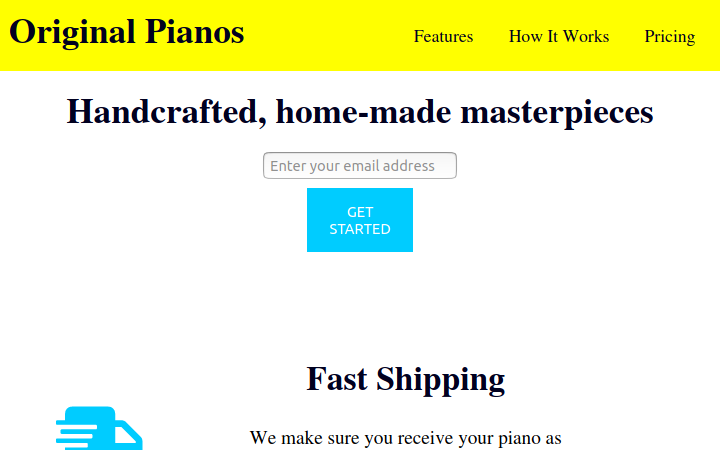 Original Pianos
Features How It Works Pricing
Handcrafted, home-made masterpieces
Enter your email address
GET
STARTED
Fast Shipping
We make sure you receive your piano as